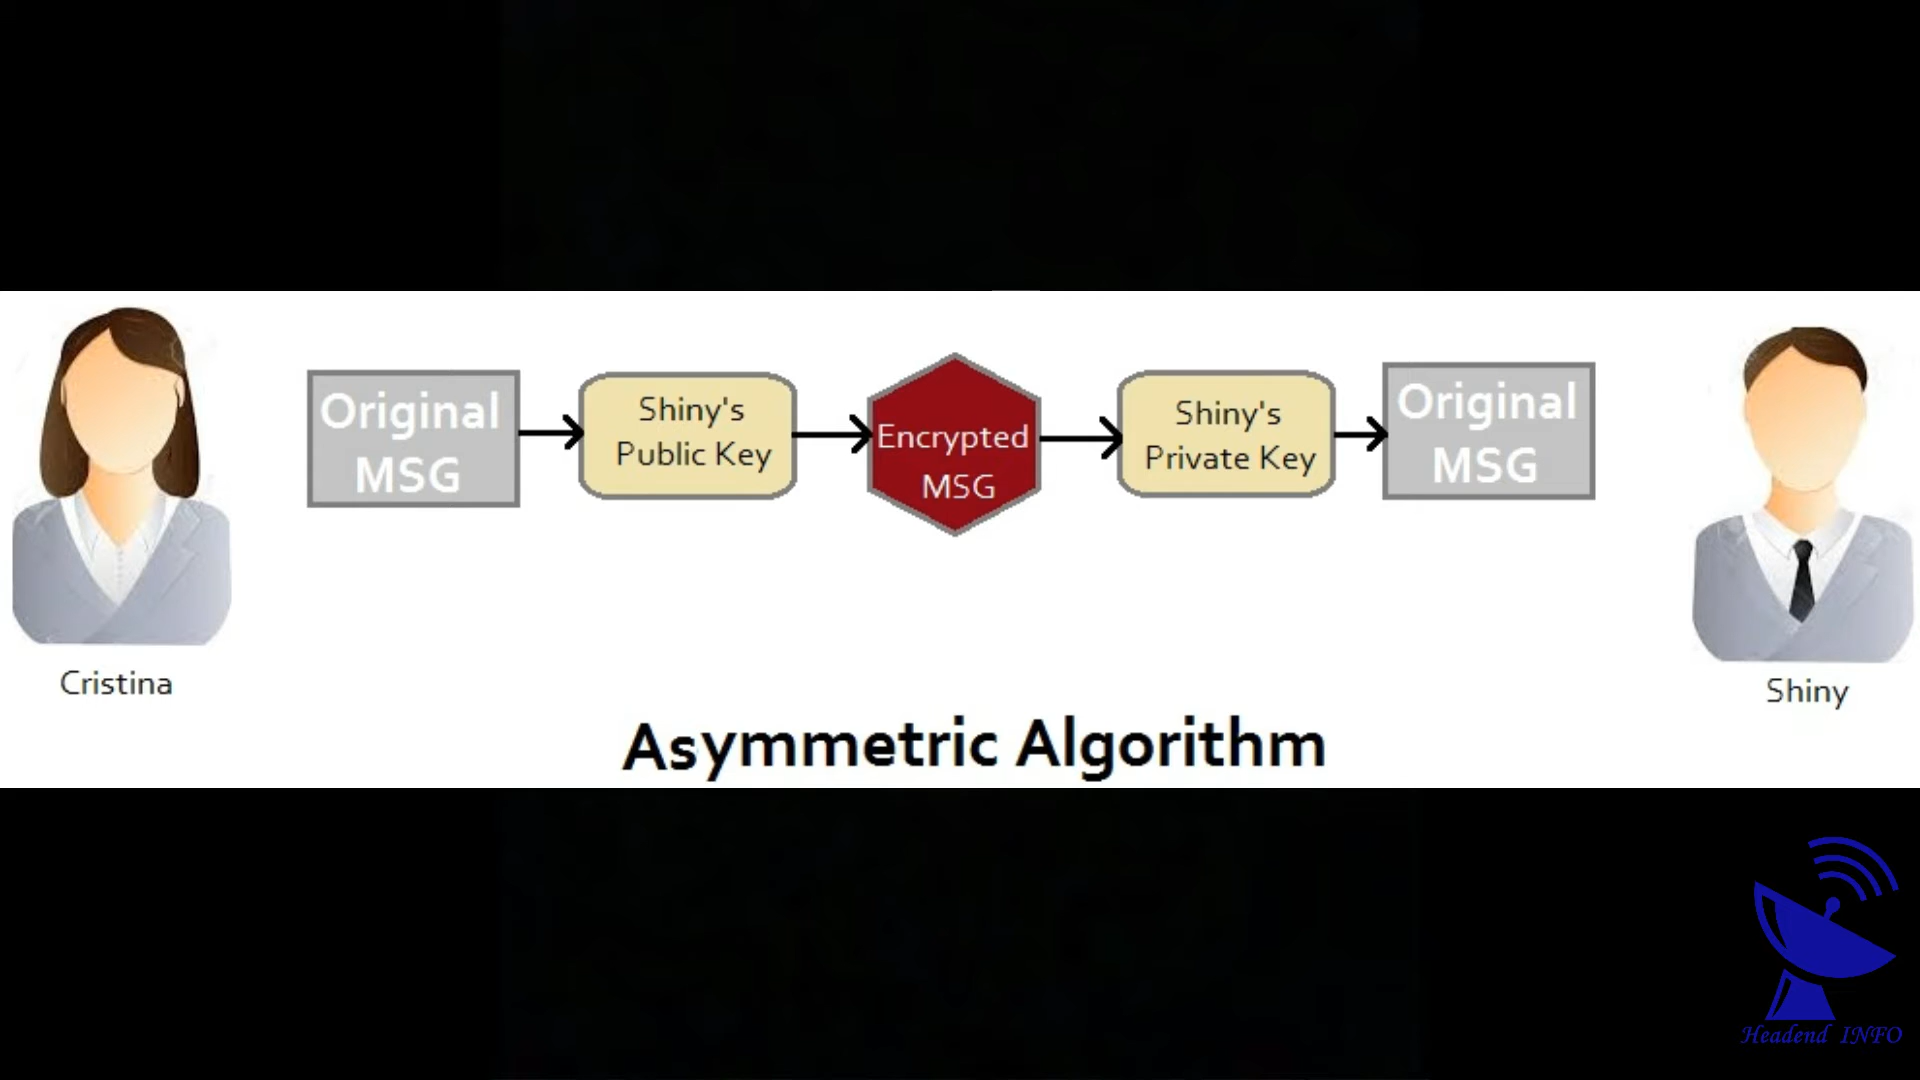 Original
MSG
Shiny's
Public Key
Encrypted
MSG
Shiny's
Private Key
Original
MSG
Cristina
Shiny
Asymmetric Algorithm
Headend INFO